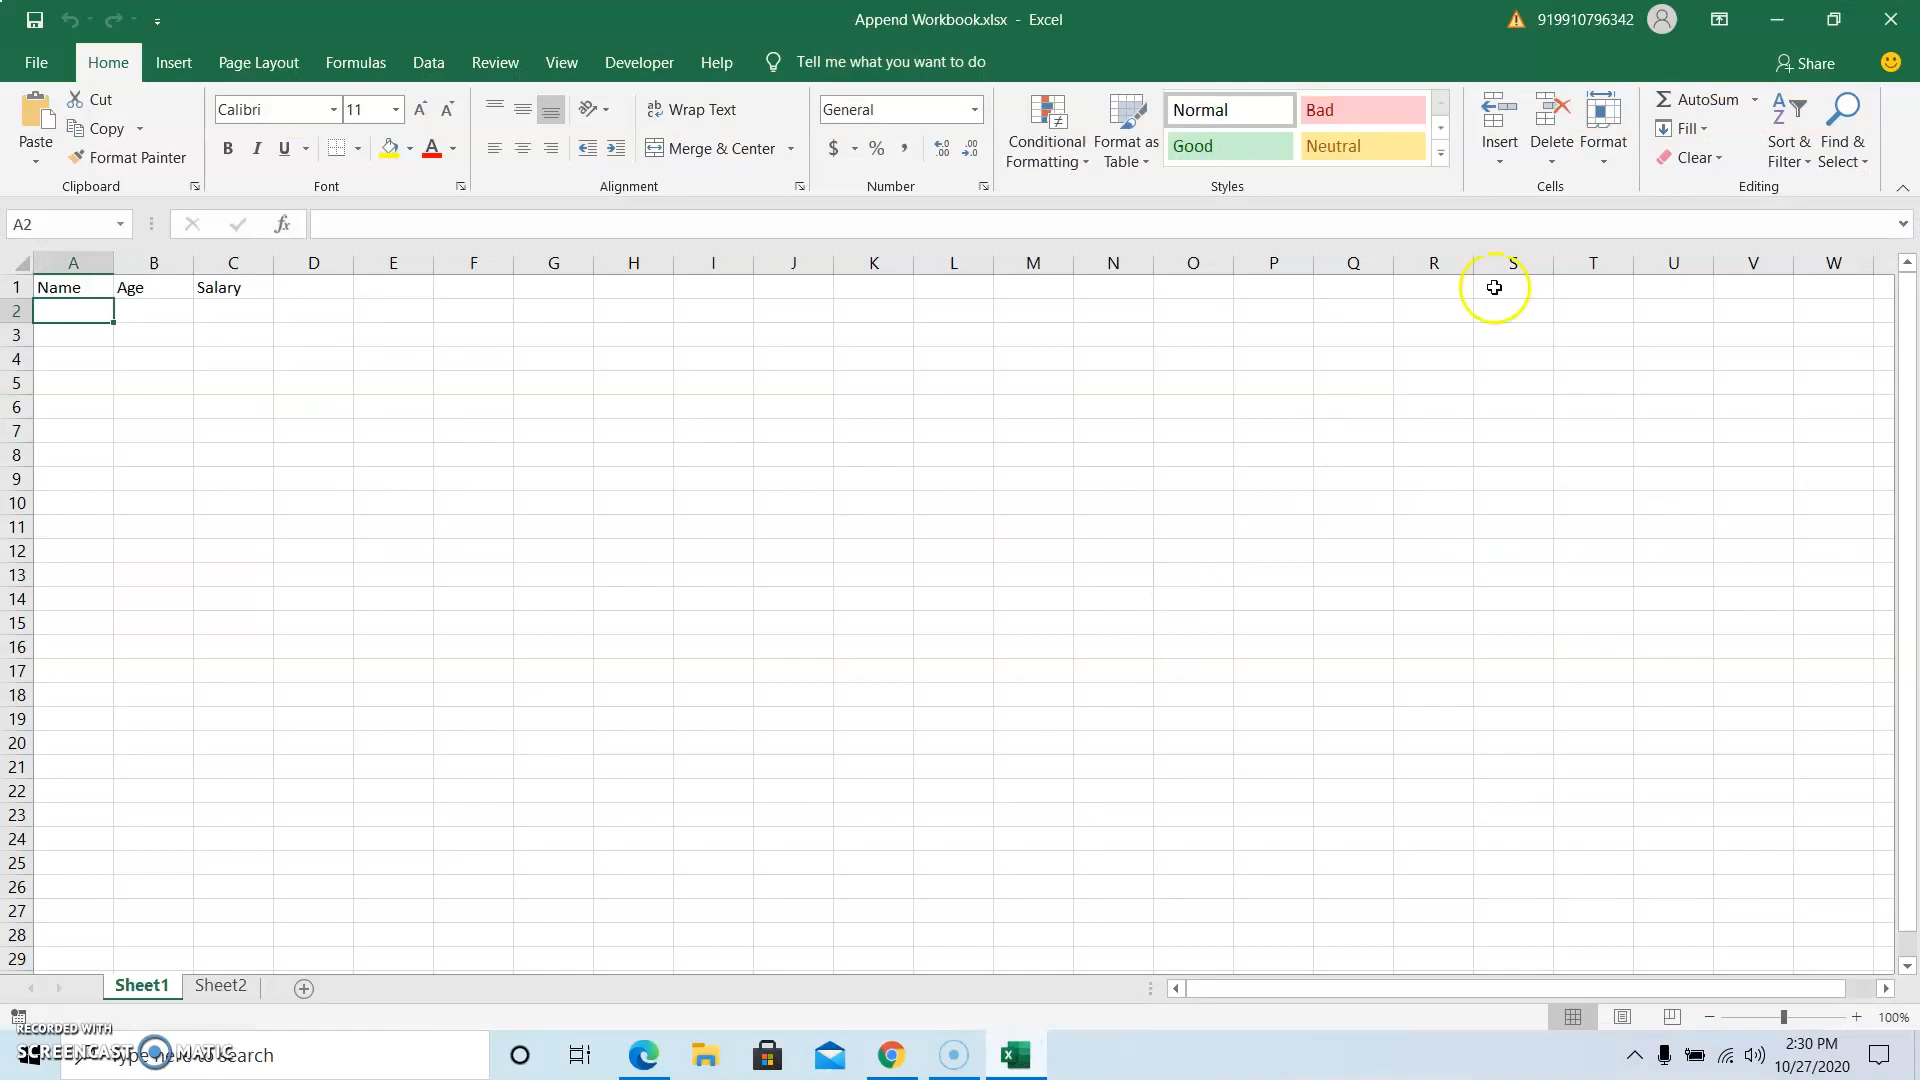 Append Workbook.xlsx - Excel
919910796342
File Home Insert Page Layout Formulas Data Review View Developer Help Tell me what you want to do
Share
Paste
Cut
Copy
Format Painter
Clipboard
Calibri 11
B I U
Font
Wrap Text
Merge & Center
Alignment
General
$ % ,
Number
Conditional Formatting
Format as Table
Normal Bad
Good Neutral
Styles
Insert Delete Format
Cells
AutoSum
Fill
Clear
Sort & Filter
Find & Select
Editing
A2
fx
A B C D E F G H I J K L M N O P Q R S T U V W
1 Name Age Salary
2
3
4
5
6
7
8
9
10
11
12
13
14
15
16
17
18
19
20
21
22
23
24
25
26
27
28
29
Sheet1 Sheet2
100%
RECORDED WITH
SCREENCAST MATIC
Type here to search
2:30 PM
10/27/2020